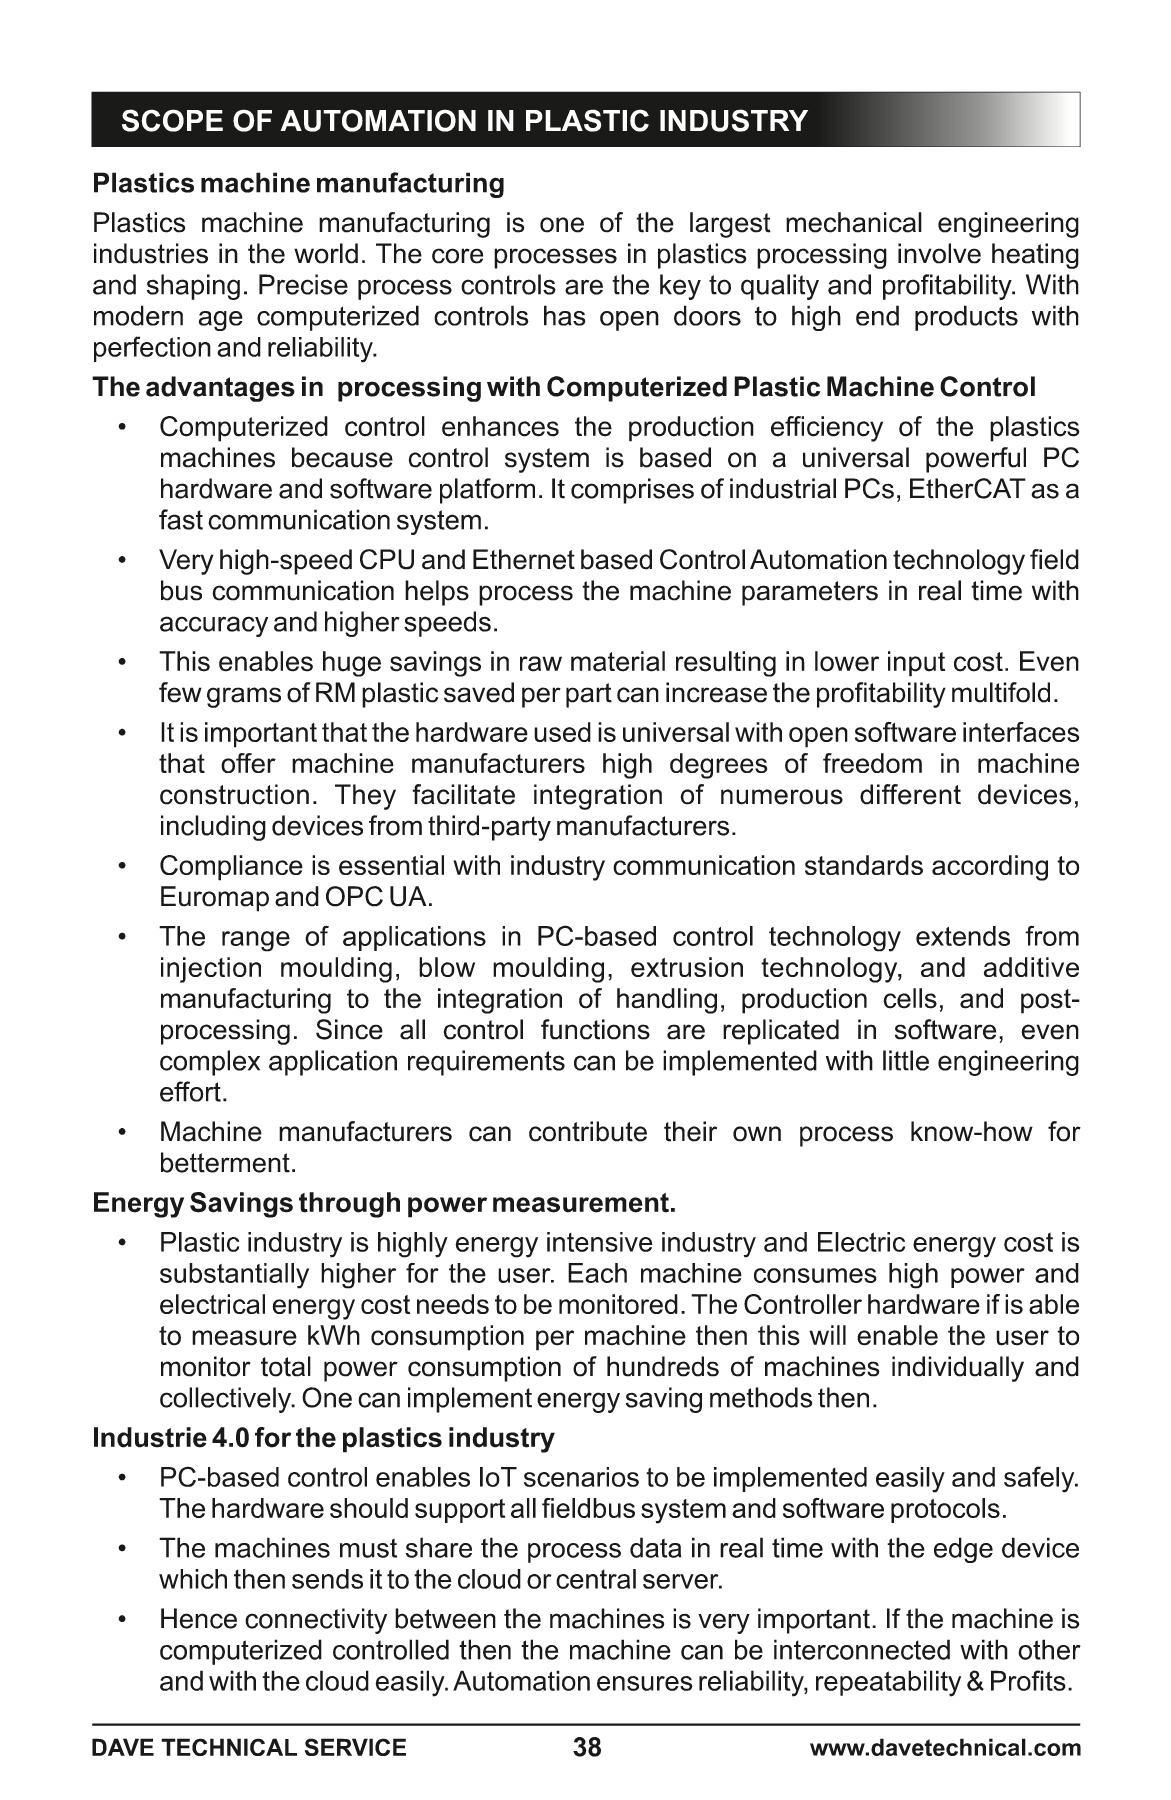 SCOPE OF AUTOMATION IN PLASTIC INDUSTRY
Plastics machine manufacturing
Plastics machine manufacturing is one of the largest mechanical engineering
industries in the world. The core processes in plastics processing involve heating
and shaping. Precise process controls are the key to quality and profitability. With
modern age computerized controls has open doors to high end products with
perfection and reliability.
The advantages in processing with Computerized Plastic Machine Control
• Computerized control enhances the production efficiency of the plastics
machines because control system is based on a universal powerful PC
hardware and software platform. It comprises of industrial PCs, EtherCAT as a
fast communication system.
• Very high-speed CPU and Ethernet based Control Automation technology field
bus communication helps process the machine parameters in real time with
accuracy and higher speeds.
• This enables huge savings in raw material resulting in lower input cost. Even
few grams of RM plastic saved per part can increase the profitability multifold.
• It is important that the hardware used is universal with open software interfaces
that offer machine manufacturers high degrees of freedom in machine
construction. They facilitate integration of numerous different devices,
including devices from third-party manufacturers.
• Compliance is essential with industry communication standards according to
Euromap and OPC UA.
• The range of applications in PC-based control technology extends from
injection moulding, blow moulding, extrusion technology, and additive
manufacturing to the integration of handling, production cells, and post-
processing. Since all control functions are replicated in software, even
complex application requirements can be implemented with little engineering
effort.
• Machine manufacturers can contribute their own process know-how for
betterment.
Energy Savings through power measurement.
• Plastic industry is highly energy intensive industry and Electric energy cost is
substantially higher for the user. Each machine consumes high power and
electrical energy cost needs to be monitored. The Controller hardware if is able
to measure kWh consumption per machine then this will enable the user to
monitor total power consumption of hundreds of machines individually and
collectively. One can implement energy saving methods then.
Industrie 4.0 for the plastics industry
• PC-based control enables IoT scenarios to be implemented easily and safely.
The hardware should support all fieldbus system and software protocols.
• The machines must share the process data in real time with the edge device
which then sends it to the cloud or central server.
• Hence connectivity between the machines is very important. If the machine is
computerized controlled then the machine can be interconnected with other
and with the cloud easily. Automation ensures reliability, repeatability & Profits.
DAVE TECHNICAL SERVICE 38 www.davetechnical.com